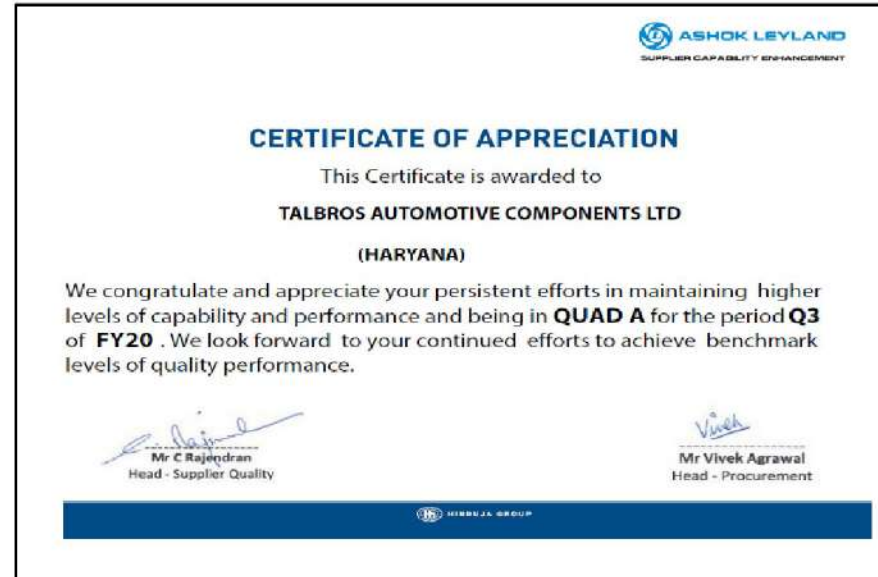 ASHOK LEYLAND
SUPPLIER CAPABILITY ENHANCEMENT
CERTIFICATE OF APPRECIATION
This Certificate is awarded to
TALBROS AUTOMOTIVE COMPONENTS LTD
(HARYANA)
We congratulate and appreciate your persistent efforts in maintaining higher
levels of capability and performance and being in QUAD A for the period Q3
of FY20 . We look forward to your continued efforts to achieve benchmark
levels of quality performance.
C. Rajend
Vivek
Mr C Rajendran
Mr Vivek Agrawal
Head - Supplier Quality
Head - Procurement
HINDUJA GROUP